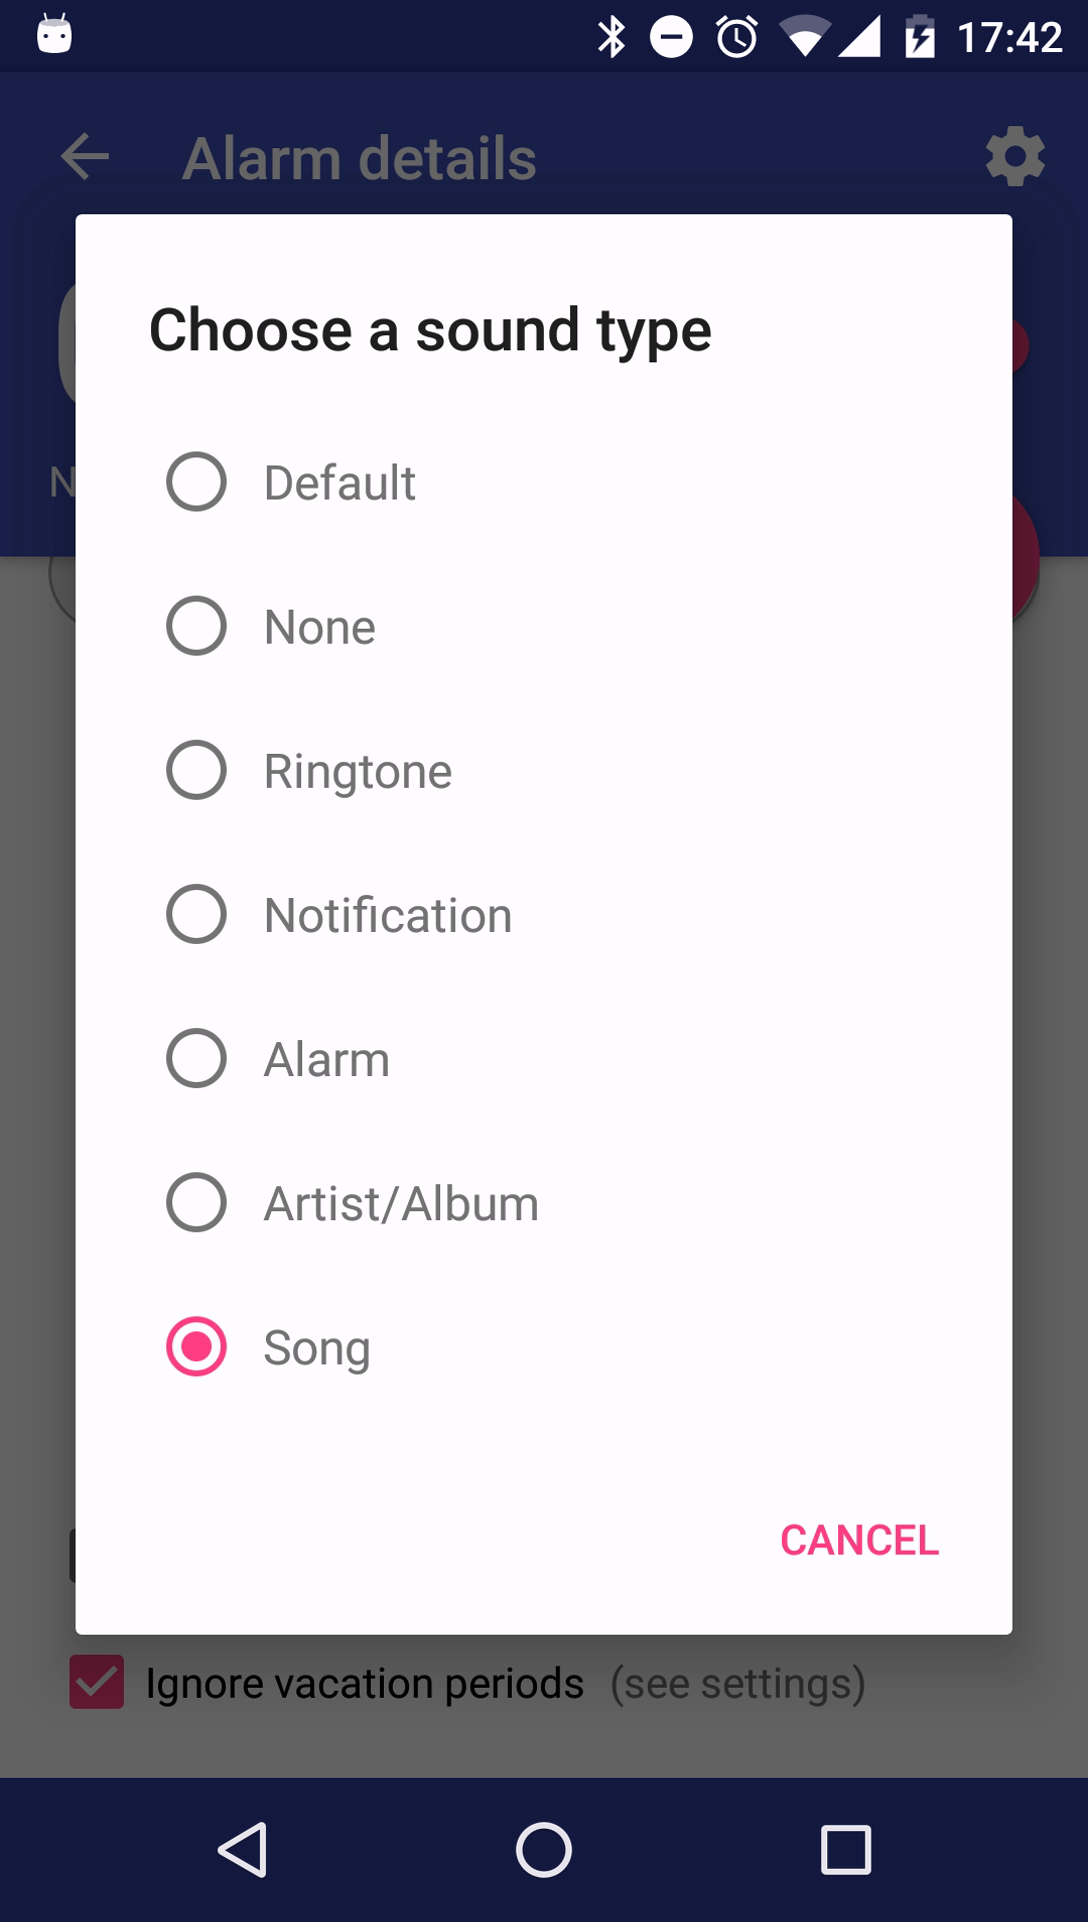 17:42
Alarm details
Choose a sound type
N
Default
None
Ringtone
Notification
Alarm
Artist/Album
Song
CANCEL
Ignore vacation periods (see settings)